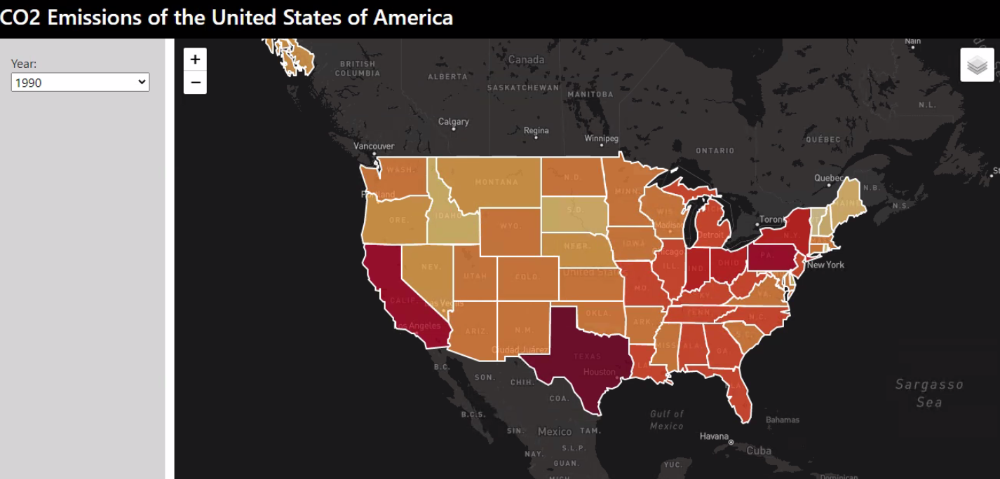 CO2 Emissions of the United States of America
Year:
1990
+
−
Nain
Canada
BRITISH
COLUMBIA
ALBERTA
SASKATCHEWAN
MANITOBA
N.L.
Calgary
Regina
Winnipeg
QUÉBEC
Vancouver
ONTARIO
WASH.
MONTANA
N.D.
Quebec
N.B.
MINN.
Portland
MAINE
N.S.
S.D.
IDAHO
ORE.
WIS.
MICH.
Toronto
WYO.
Madison
Detroit
N.Y.
NEBR.
IOWA
Chicago
PA.
New York
NEV.
UTAH
COLO.
United States
ILL.
IND.
OHIO
MO.
KY.
VA.
CALIF.
Las Vegas
TENN.
N.C.
Los Angeles
ARIZ.
N.M.
OKLA.
ARK.
S.C.
Ciudad Juárez
MISS.
ALA.
GA.
TEXAS
LA.
B.C.
Houston
SON.
CHIH.
FLA.
Sargasso
Sea
COA.
B.C.S.
Gulf of
Mexico
Bahamas
SIN.
Mexico
TAM.
Havana
S.L.P.
Cuba
NAY.
GUAN.
YUC.
MICH.
Dominican